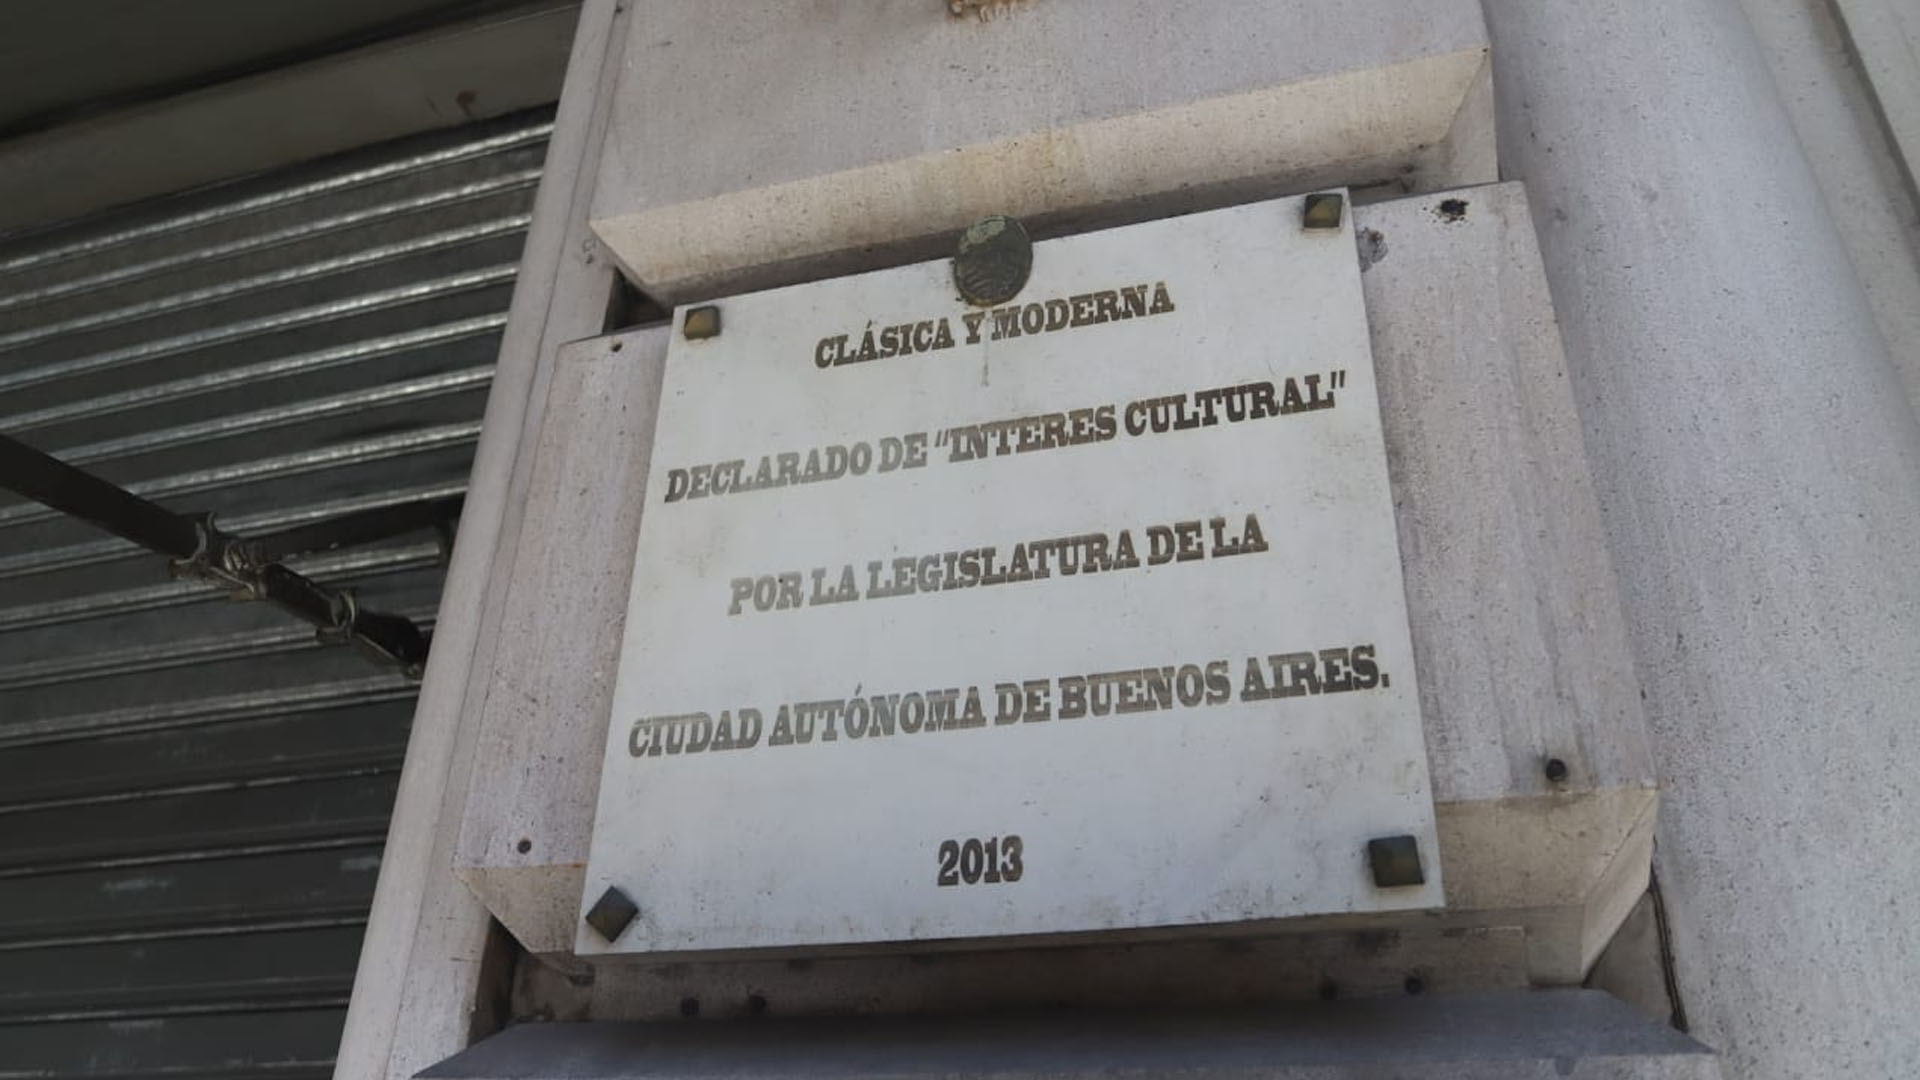 CLÁSICA Y MODERNA
DECLARADO DE "INTERES CULTURAL"
POR LA LEGISLATURA DE LA
CIUDAD AUTÓNOMA DE BUENOS AIRES.
2013